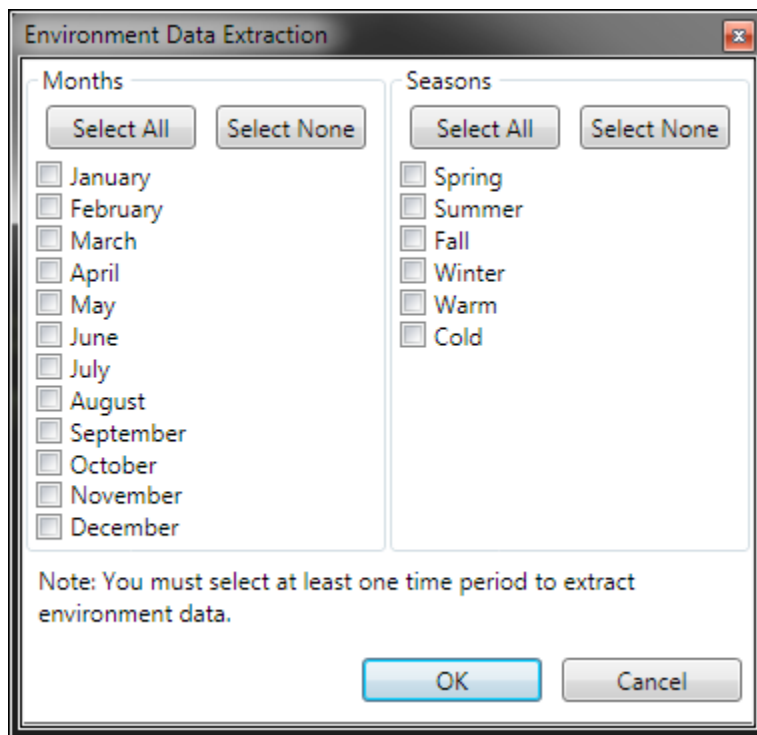 Environment Data Extraction
Months
Select All
Select None
January
February
March
April
May
June
July
August
September
October
November
December
Seasons
Select All
Select None
Spring
Summer
Fall
Winter
Warm
Cold
Note: You must select at least one time period to extract
environment data.
OK
Cancel